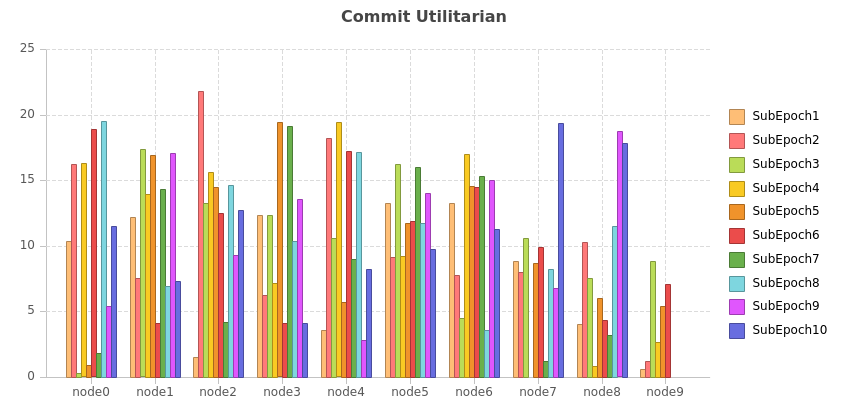 Commit Utilitarian
25
20
15
10
5
0
node0 node1 node2 node3 node4 node5 node6 node7 node8 node9
SubEpoch1
SubEpoch2
SubEpoch3
SubEpoch4
SubEpoch5
SubEpoch6
SubEpoch7
SubEpoch8
SubEpoch9
SubEpoch10